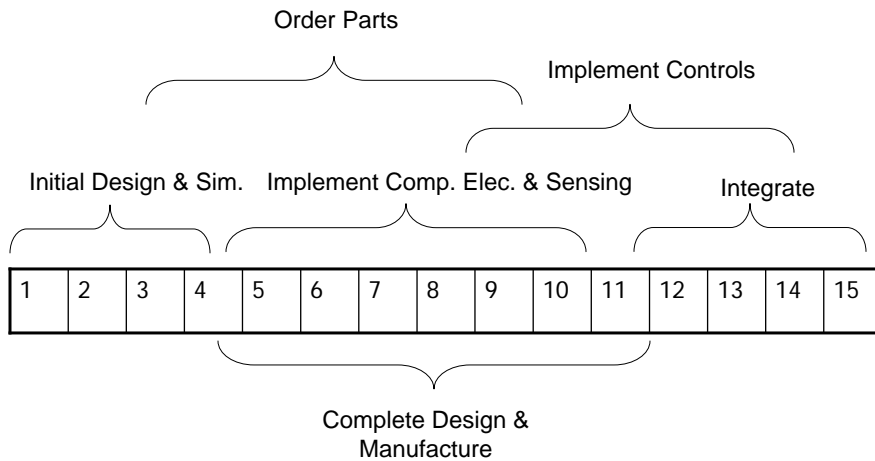 Order Parts
Implement Controls
Initial Design & Sim.
Implement Comp. Elec. & Sensing
Integrate
1 2 3 4 5 6 7 8 9 10 11 12 13 14 15
Complete Design &
Manufacture